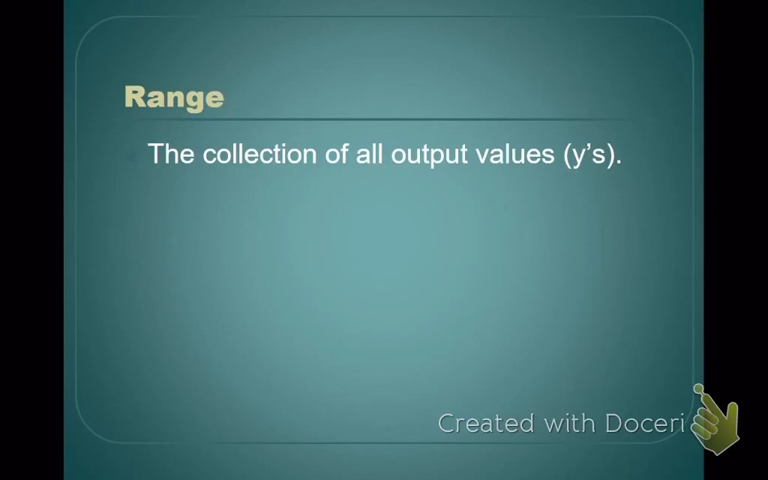 Range
The collection of all output values (y’s).
Created with Doceri